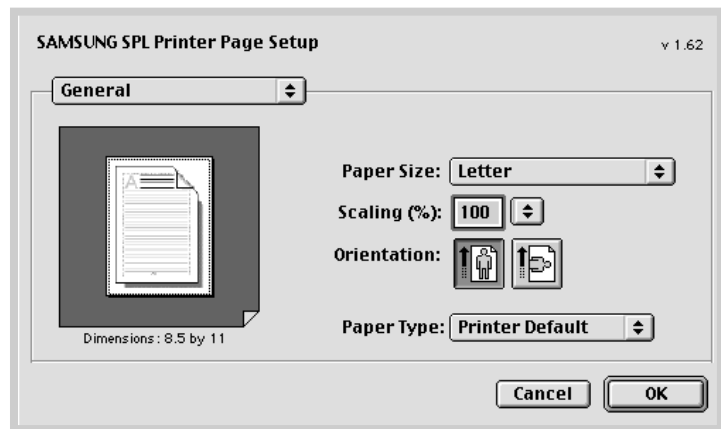 SAMSUNG SPL Printer Page Setup
v 1.62
General
A
Paper Size: Letter
Scaling (%): 100
Orientation:
Paper Type: Printer Default
Dimensions: 8.5 by 11
Cancel
OK